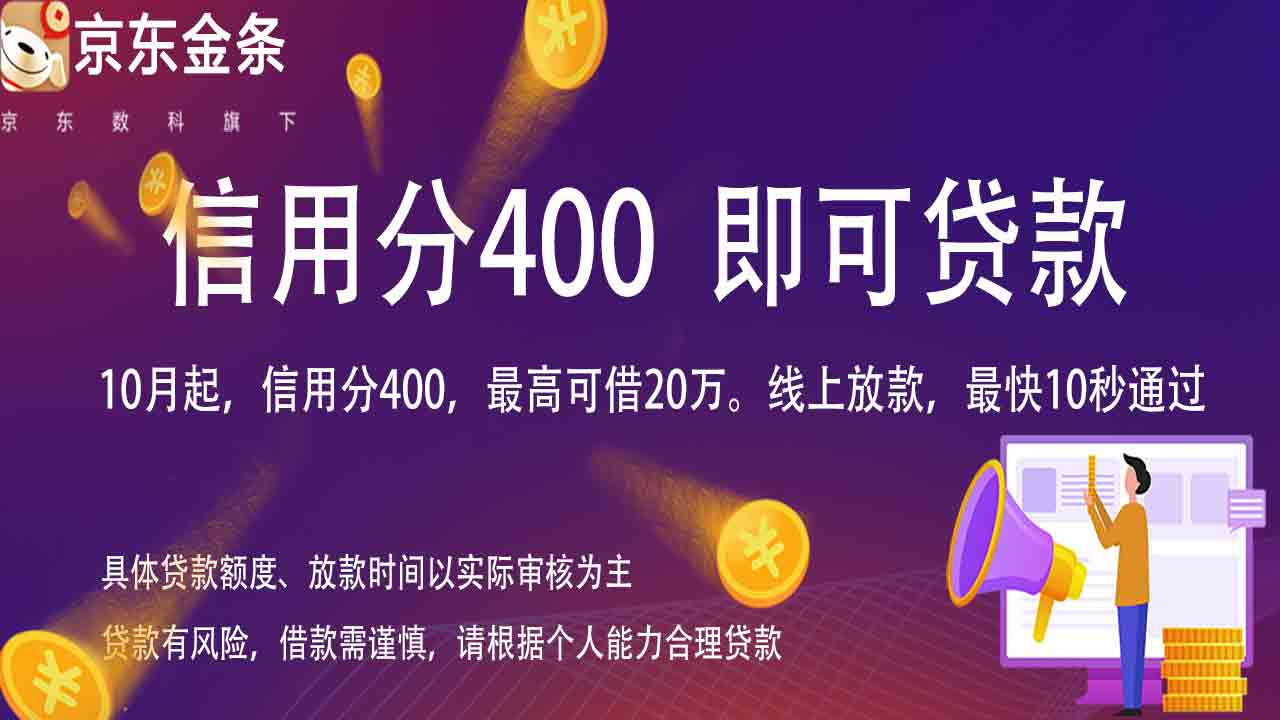 京东金条
京东数科旗下
信用分400 即可贷款
10月起，信用分400，最高可借20万。线上放款，最快10秒通过
具体贷款额度、放款时间以实际审核为主
贷款有风险，借款需谨慎，请根据个人能力合理贷款